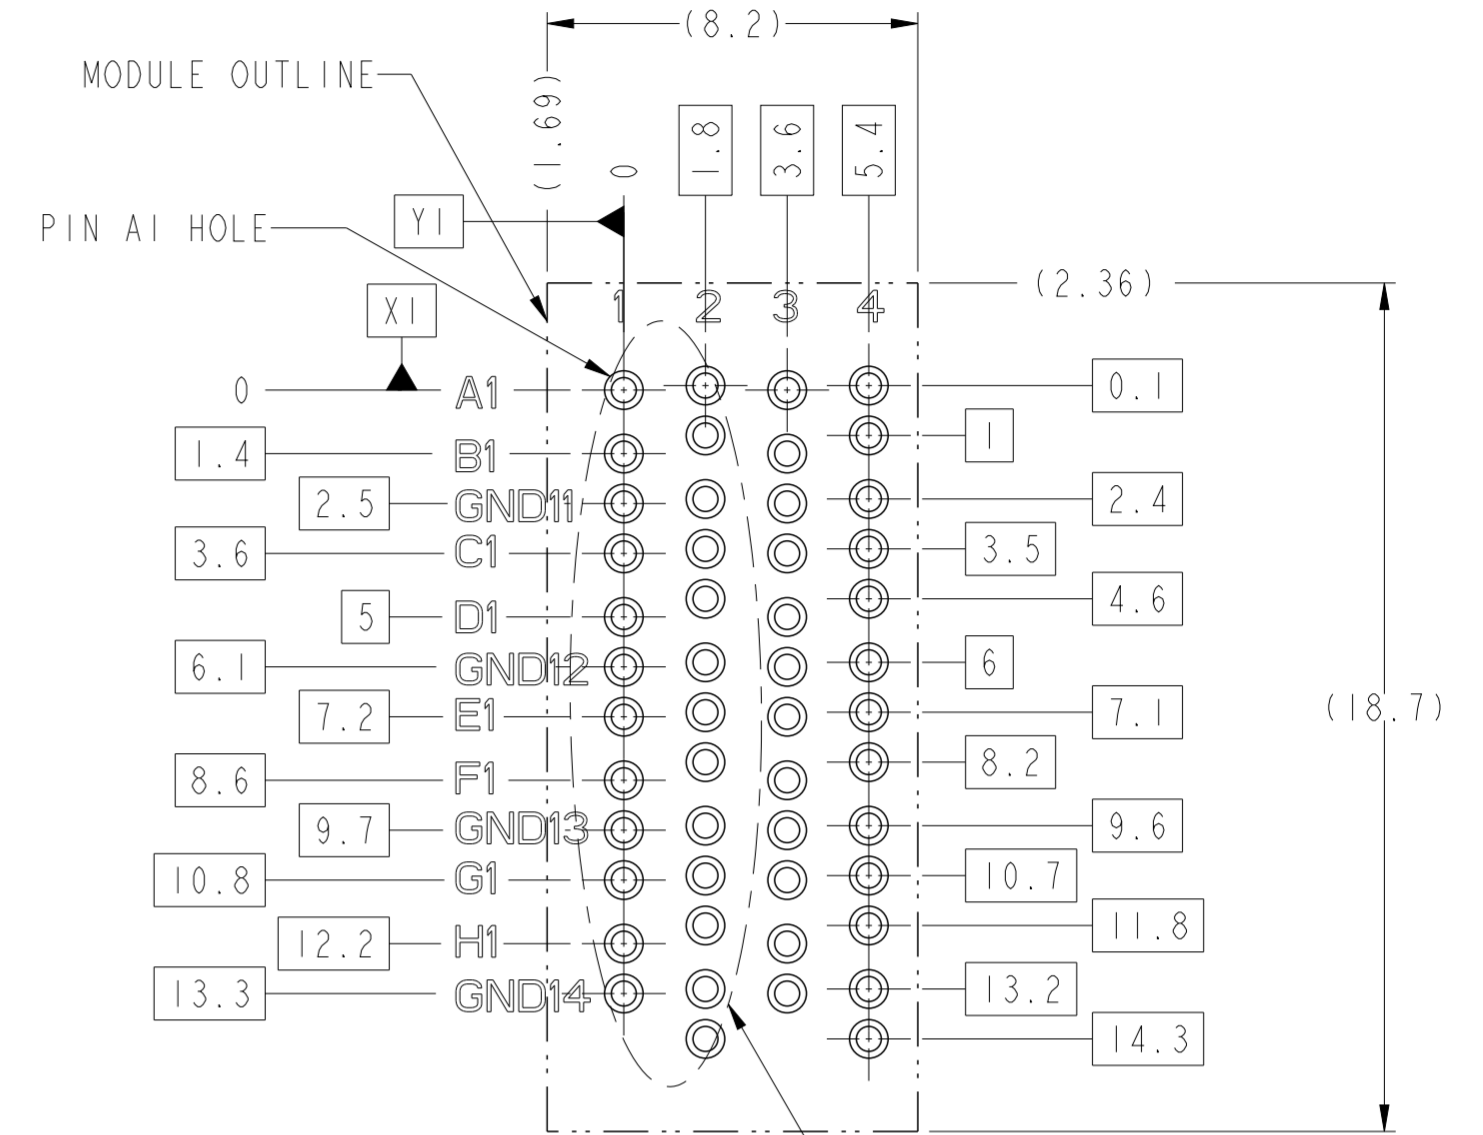 (8.2)
MODULE OUTLINE
(1.69)
0
1.8
3.6
5.4
Y1
PIN A1 HOLE
(2.36)
X1
1 2 3 4
0 A1 0.1
1
1.4 B1
2.4
2.5 GND11
3.5
3.6 C1
4.6
5 D1
6
6.1 GND12
7.1
7.2 E1
(18.7)
8.2
8.6 F1
9.6
9.7 GND13
10.7
10.8 G1
11.8
12.2 H1
13.2
13.3 GND14
14.3